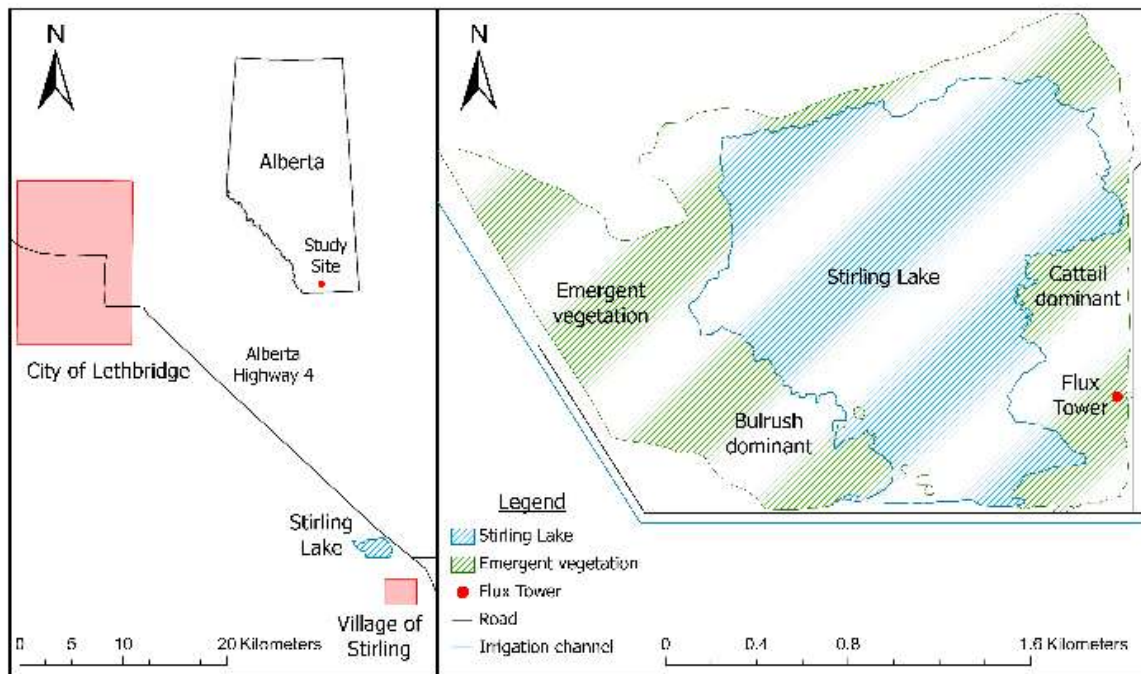 N
Alberta
Study
Site
City of Lethbridge
Alberta
Highway 4
Stirling
Lake
Village of
Stirling
0 5 10 20 Kilometers
N
Stirling Lake
Emergent
vegetation
Cattail
dominant
Flux
Tower
Bulrush
dominant
Legend
Stirling Lake
Emergent vegetation
Flux Tower
Road
Irrigation channel
0 0.4 0.8 1.6 Kilometers